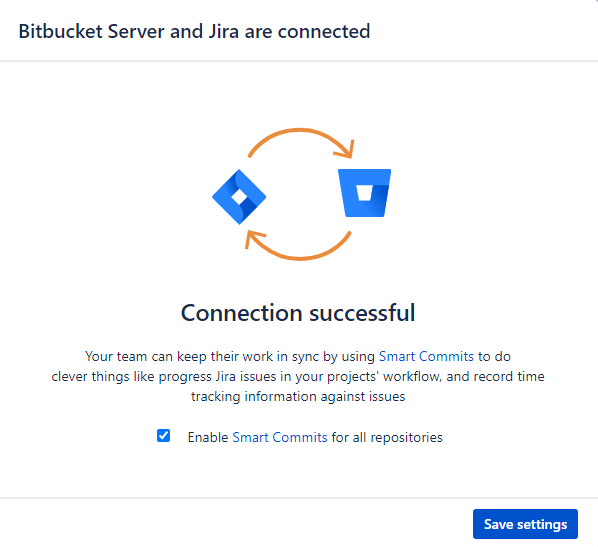 Bitbucket Server and Jira are connected
Connection successful
Your team can keep their work in sync by using Smart Commits to do
clever things like progress Jira issues in your projects' workflow, and record time
tracking information against issues
Enable Smart Commits for all repositories
Save settings